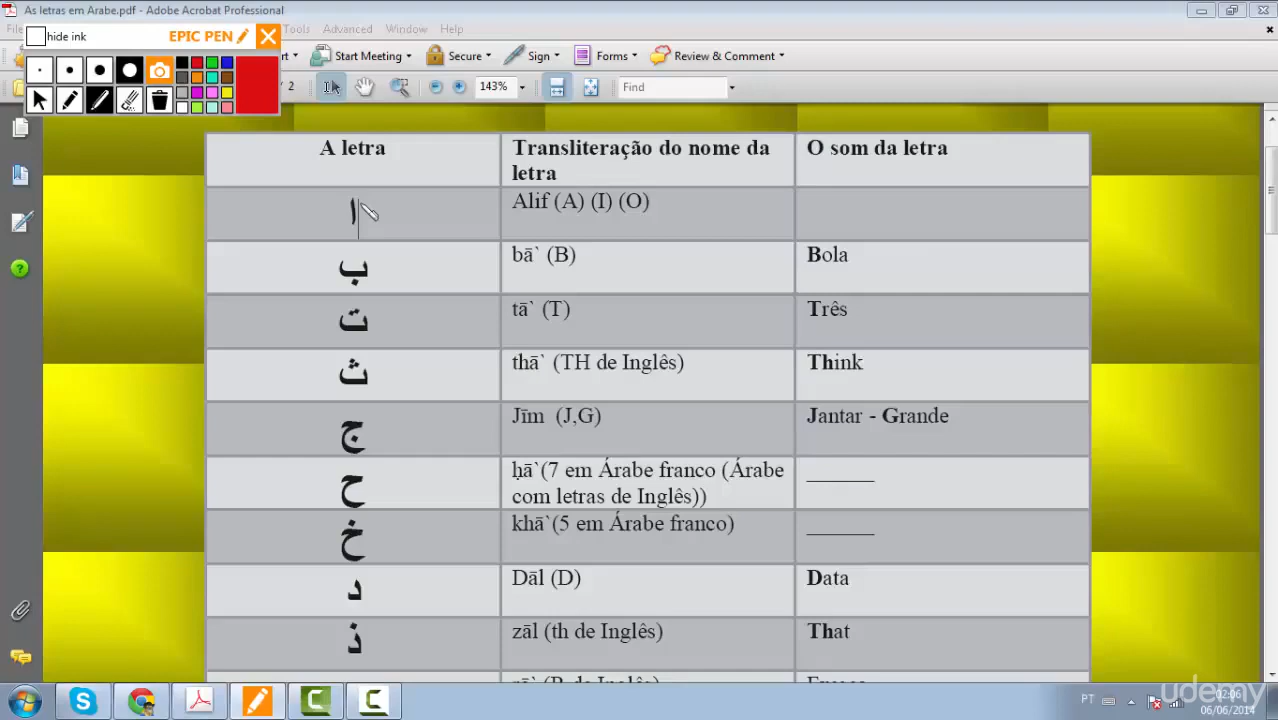 As letras em Arabe.pdf - Adobe Acrobat Professional
Tools Advanced Window Help
hide ink EPIC PEN
Start Meeting Secure Sign Forms Review & Comment
2 143% Find
A letra Transliteração do nome da O som da letra
letra
ا Alif (A) (I) (O)
ب bā` (B) Bola
ت tā` (T) Três
ث thā` (TH de Inglês) Think
ج Jīm (J,G) Jantar - Grande
ح ḥā`(7 em Árabe franco (Árabe
com letras de Inglês))
خ khā`(5 em Árabe franco)
د Dāl (D) Data
ذ zāl (th de Inglês) That
PT 02:06
06/06/2014
udemy